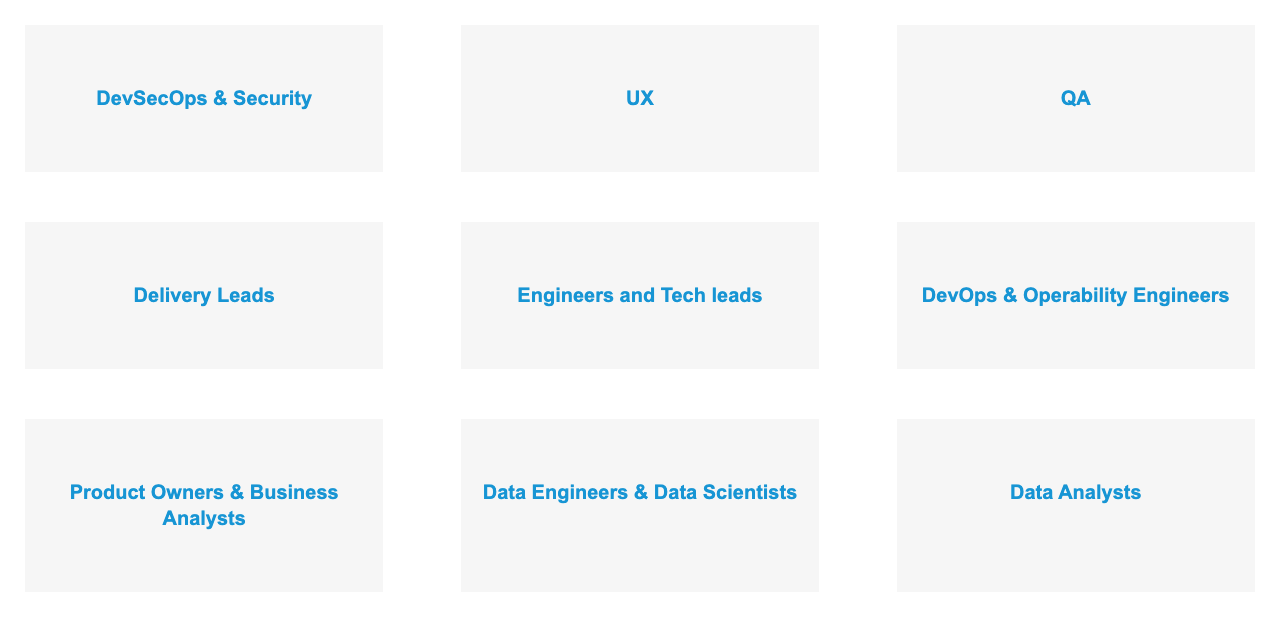 DevSecOps & Security
UX
QA
Delivery Leads
Engineers and Tech leads
DevOps & Operability Engineers
Product Owners & Business
Analysts
Data Engineers & Data Scientists
Data Analysts